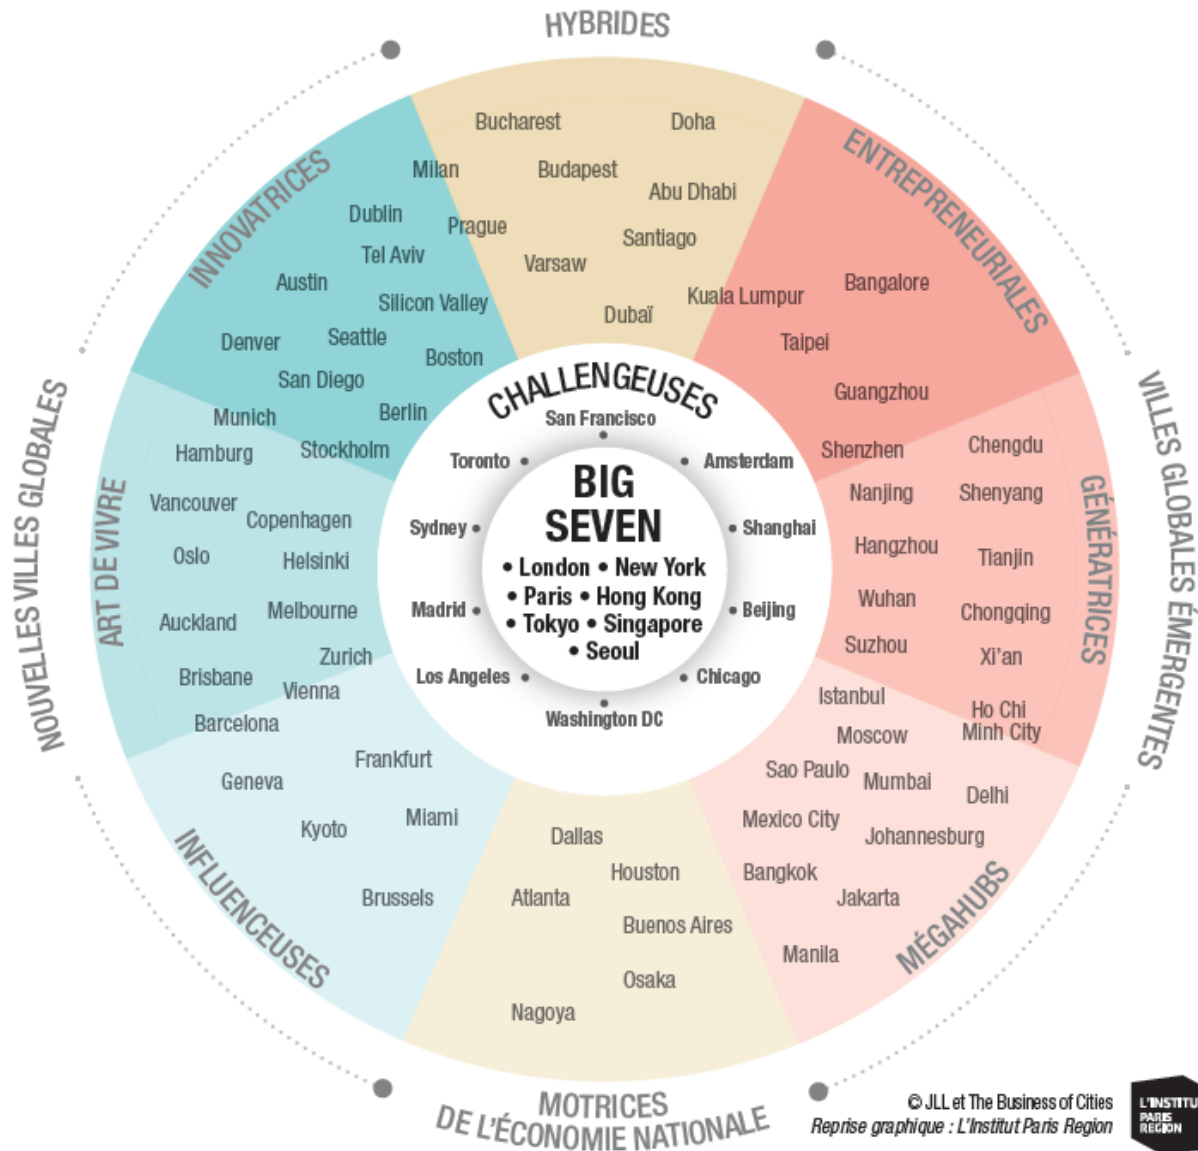 HYBRIDES
Bucharest
Doha
Milan
Budapest
Abu Dhabi
Prague
Santiago
Varsaw
Dubaï
Kuala Lumpur
ENTREPRENEURIALES
Bangalore
Taipei
Guangzhou
Shenzhen
INNOVATRICES
Dublin
Tel Aviv
Austin
Silicon Valley
Denver
Seattle
Boston
San Diego
Berlin
Munich
Stockholm
NOUVELLES VILLES GLOBALES
ART DE VIVRE
Hamburg
Vancouver
Copenhagen
Oslo
Helsinki
Auckland
Melbourne
Zurich
Brisbane
Vienna
Barcelona
CHALLENGEUSES
San Francisco
Toronto
Amsterdam
Sydney
Shanghai
Madrid
Beijing
Los Angeles
Chicago
Washington DC
BIG
SEVEN
• London • New York
• Paris • Hong Kong
• Tokyo • Singapore
• Seoul
VILLES GLOBALES ÉMERGENTES
GÉNÉRATRICES
Chengdu
Nanjing
Shenyang
Hangzhou
Tianjin
Wuhan
Chongqing
Suzhou
Xi'an
Ho Chi
Minh City
Istanbul
Moscow
Sao Paulo
Mumbai
Delhi
Mexico City
Johannesburg
Bangkok
Jakarta
Manila
MÉGAHUBS
INFLUENCEUSES
Frankfurt
Geneva
Kyoto
Miami
Brussels
Dallas
Houston
Atlanta
Buenos Aires
Osaka
Nagoya
MOTRICES
DE L'ÉCONOMIE NATIONALE
© JLL et The Business of Cities
Reprise graphique : L'Institut Paris Region
L'INSTITU
PARIS
REGION